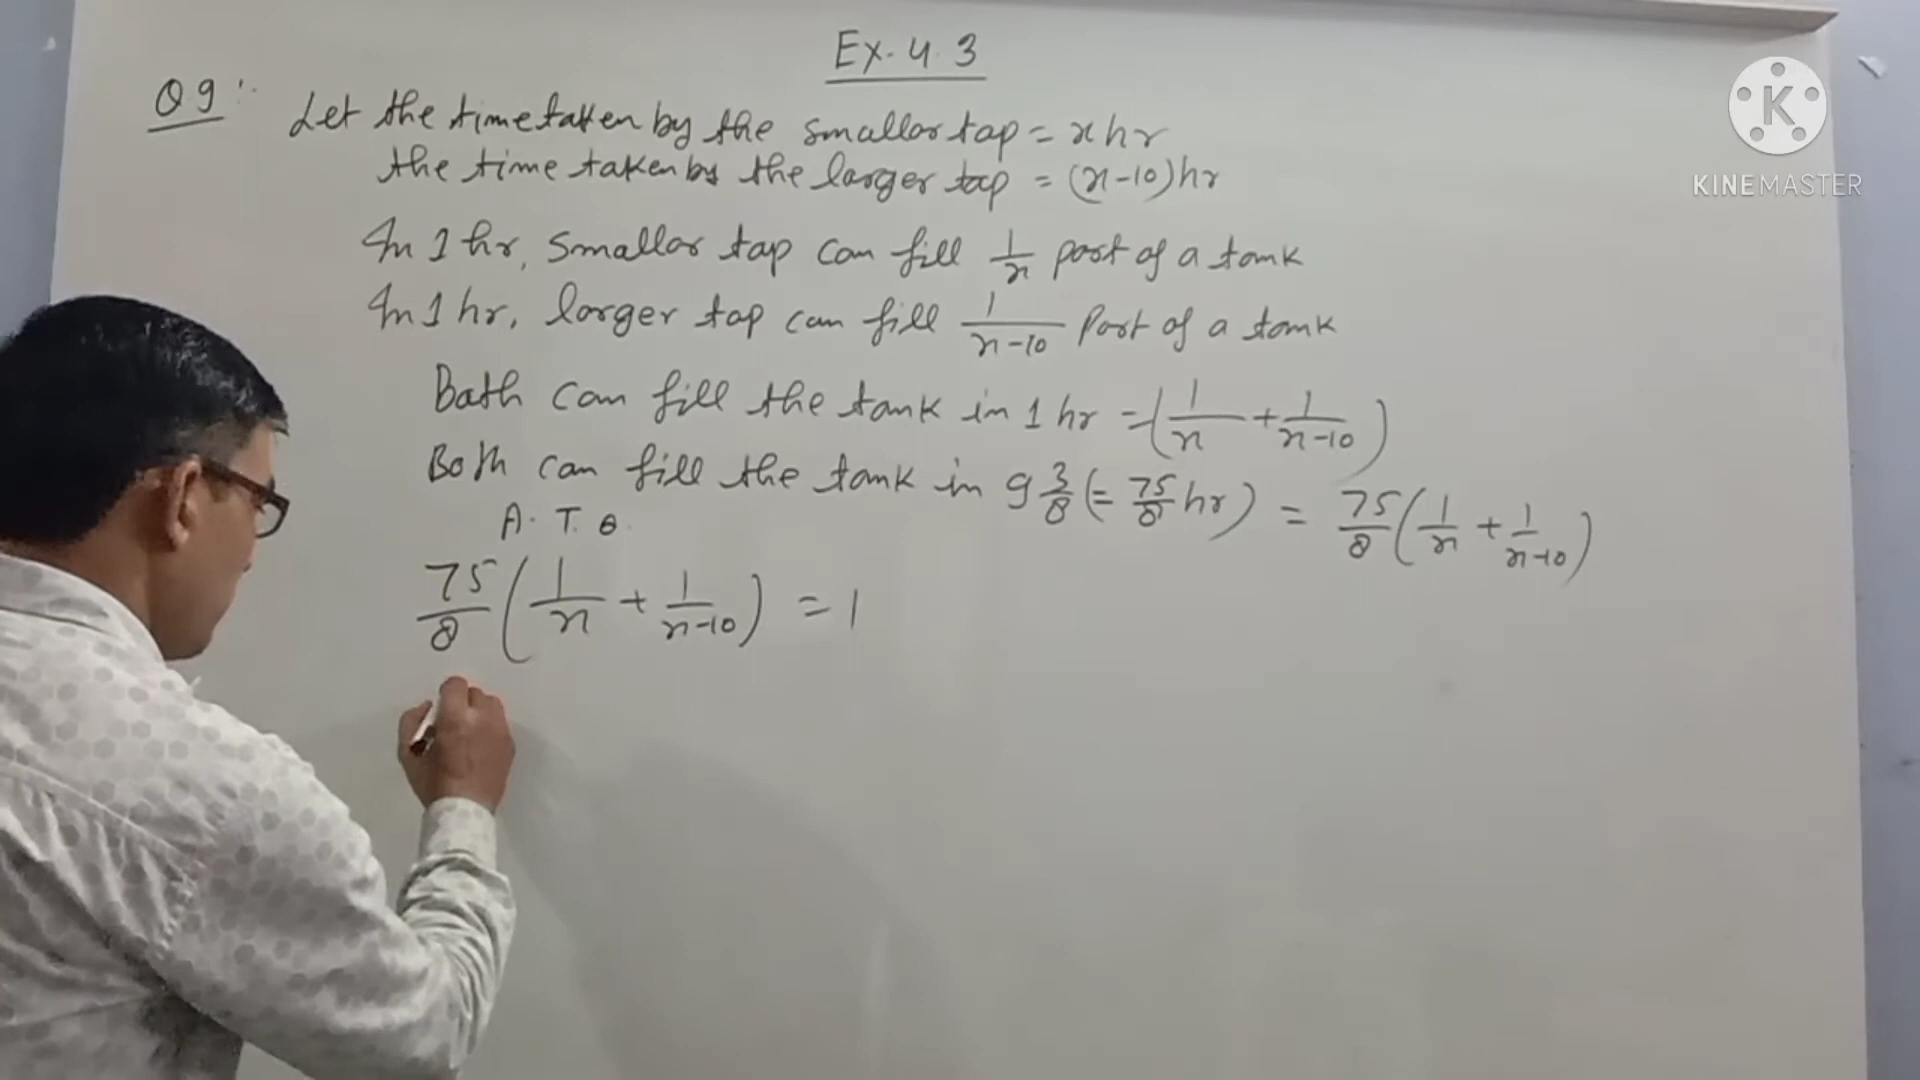 Ex. 4.3
Q 9:
Let the time taken by the smaller tap = x hr
the time taken by the larger tap = (x-10) hr
In 1 hr, smaller tap can fill 1/x part of a tank
In 1 hr, larger tap can fill 1/(x-10) part of a tank
Both can fill the tank in 1 hr = (1/x + 1/(x-10))
Both can fill the tank in 9 3/8 (= 75/8 hr) = 75/8 (1/x + 1/(x-10))
A. T. Q.
75/8 (1/x + 1/(x-10)) = 1
K
KINEMASTER